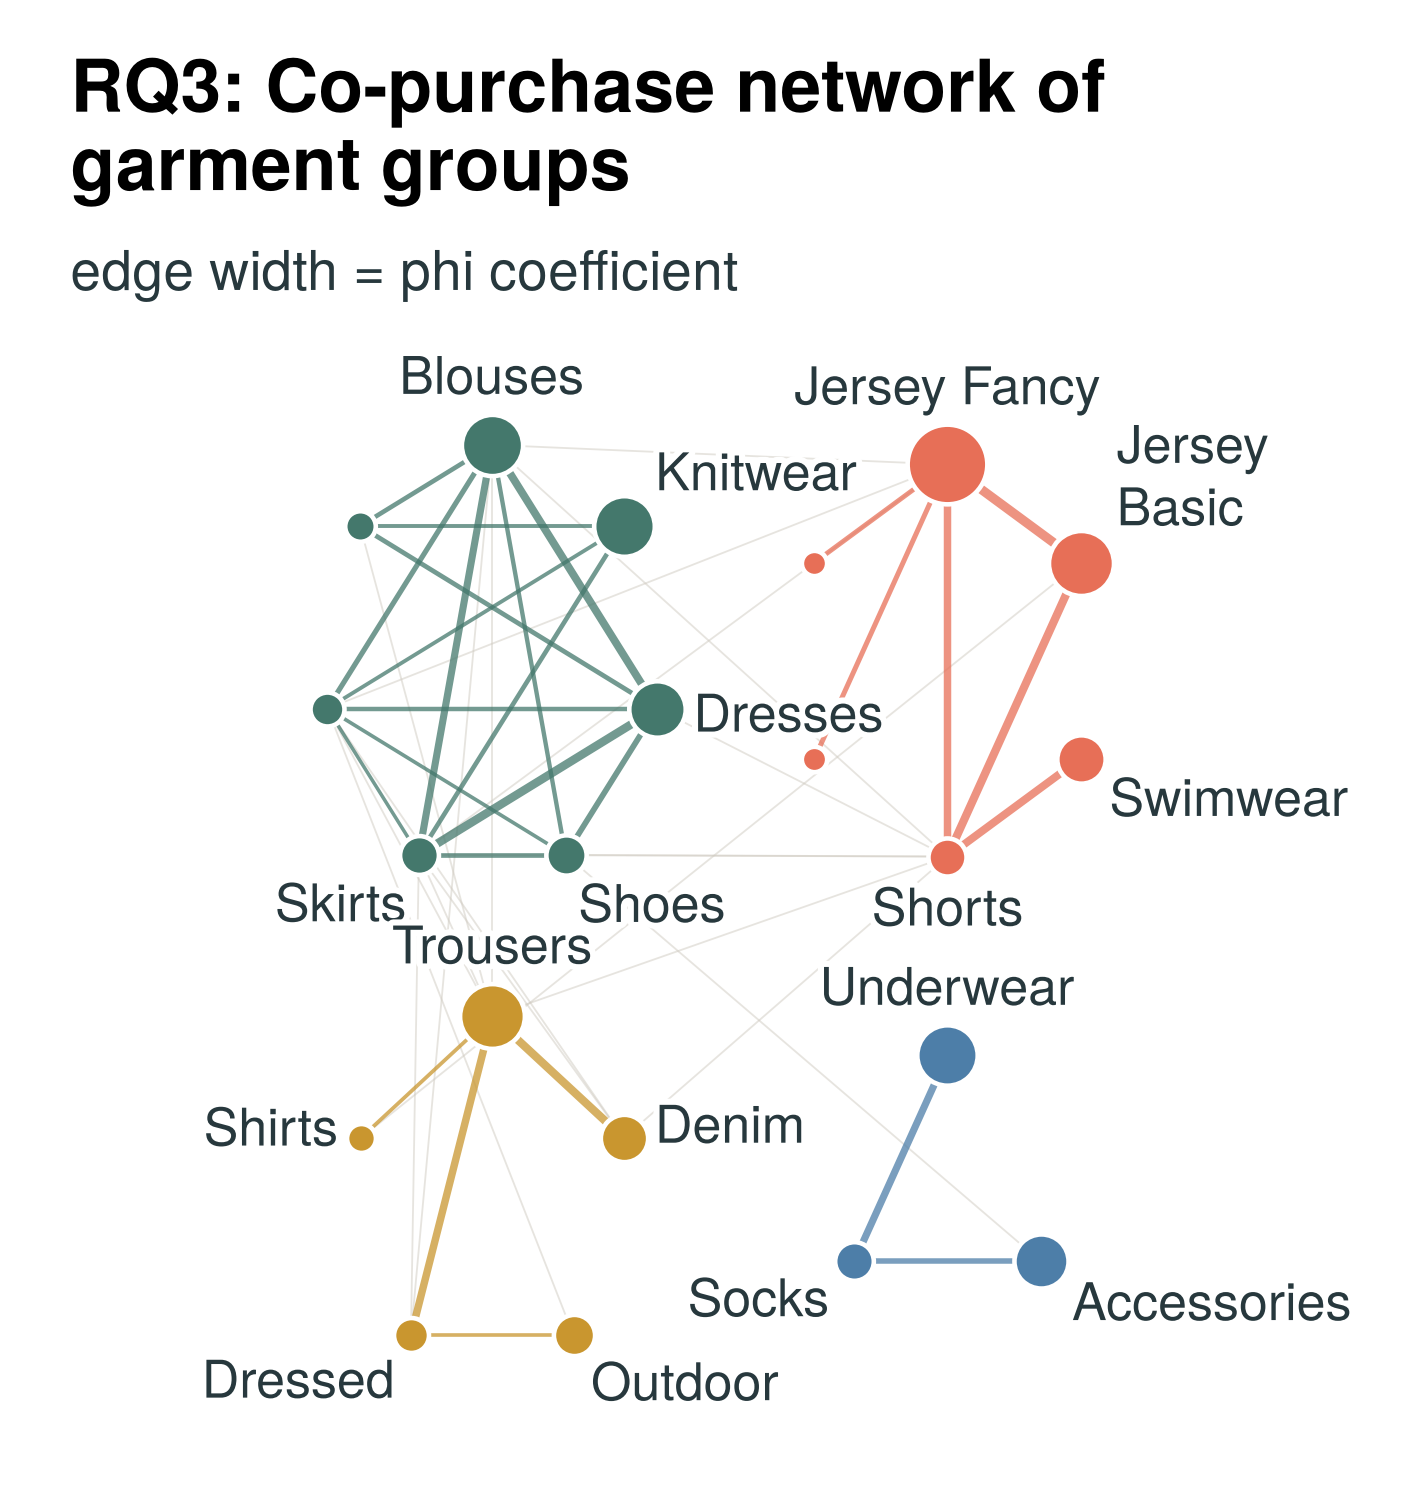 RQ3: Co-purchase network of
garment groups
edge width = phi coefficient
Blouses
Jersey Fancy
Knitwear
Jersey
Basic
Dresses
Swimwear
Skirts
Shoes
Shorts
Trousers
Underwear
Shirts
Denim
Socks
Accessories
Dressed
Outdoor